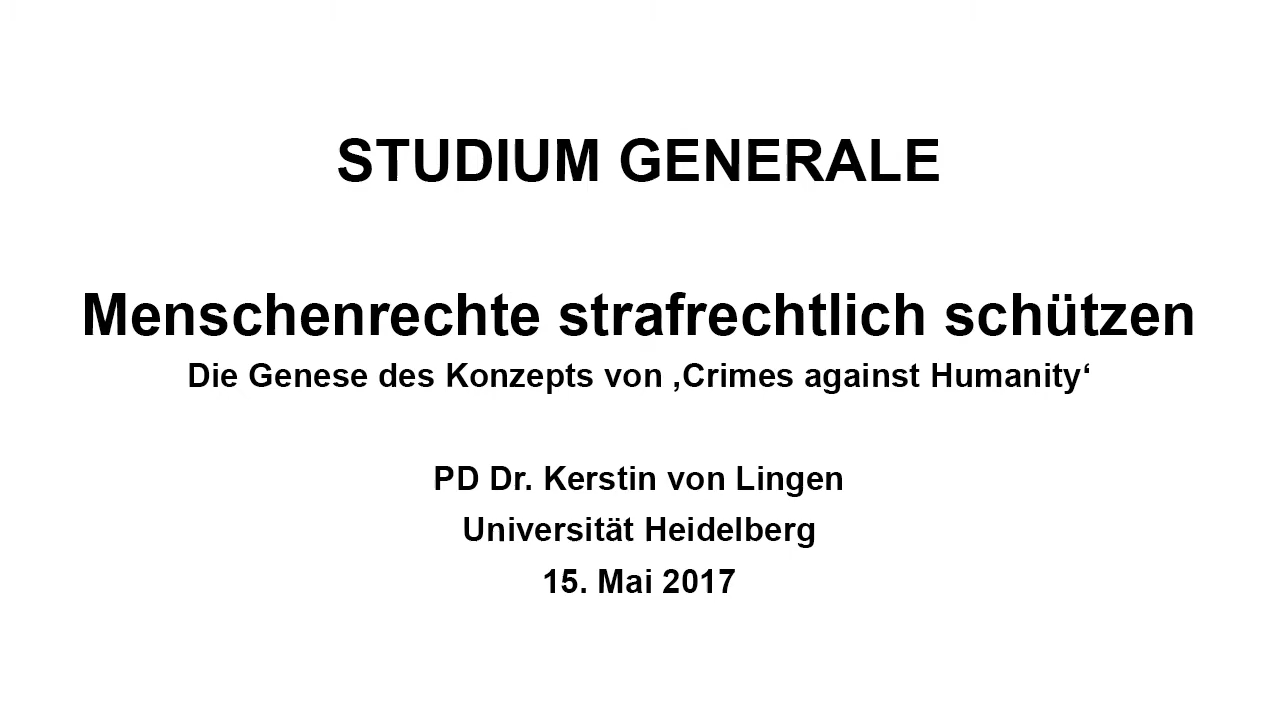 STUDIUM GENERALE
Menschenrechte strafrechtlich schützen
Die Genese des Konzepts von ‚Crimes against Humanity‘
PD Dr. Kerstin von Lingen
Universität Heidelberg
15. Mai 2017